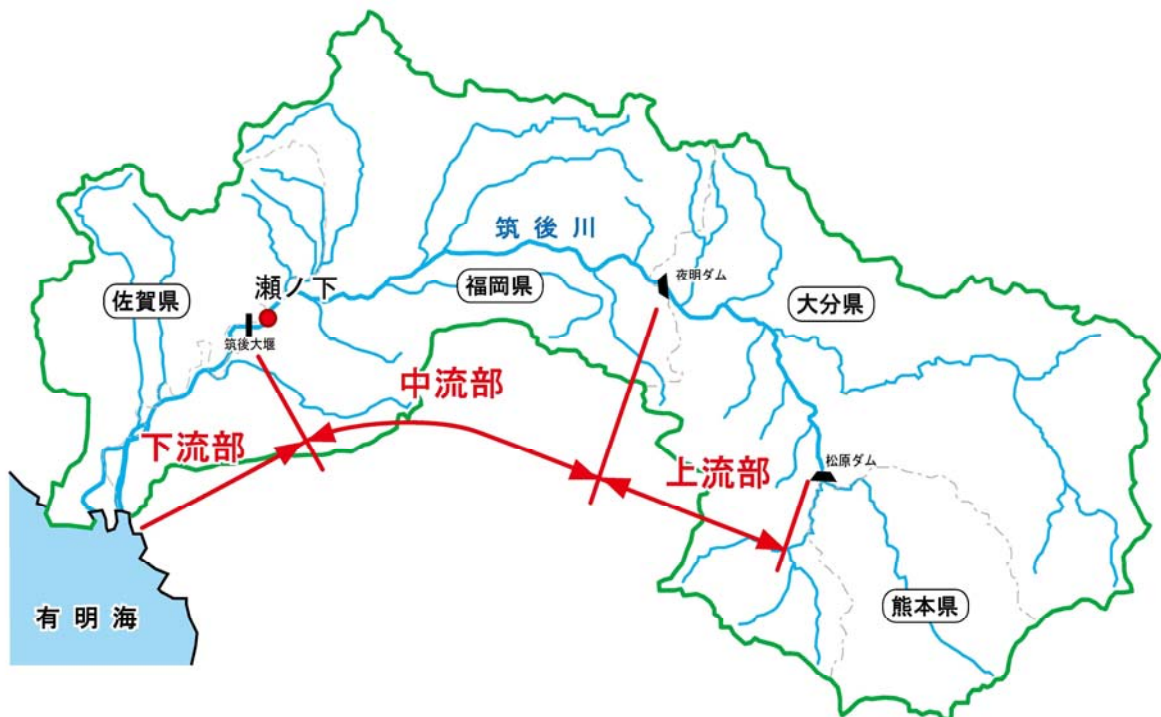 筑後川
夜明ダム
瀬ノ下
福岡県
大分県
佐賀県
筑後大堰
中流部
下流部
上流部
松原ダム
熊本県
有明海